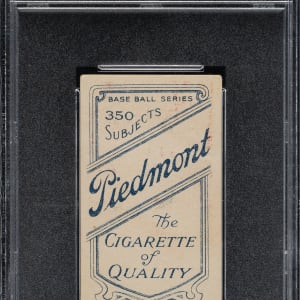 BASE BALL SERIES
350
SUBJECTS
Piedmont
The
CIGARETTE
of
QUALITY